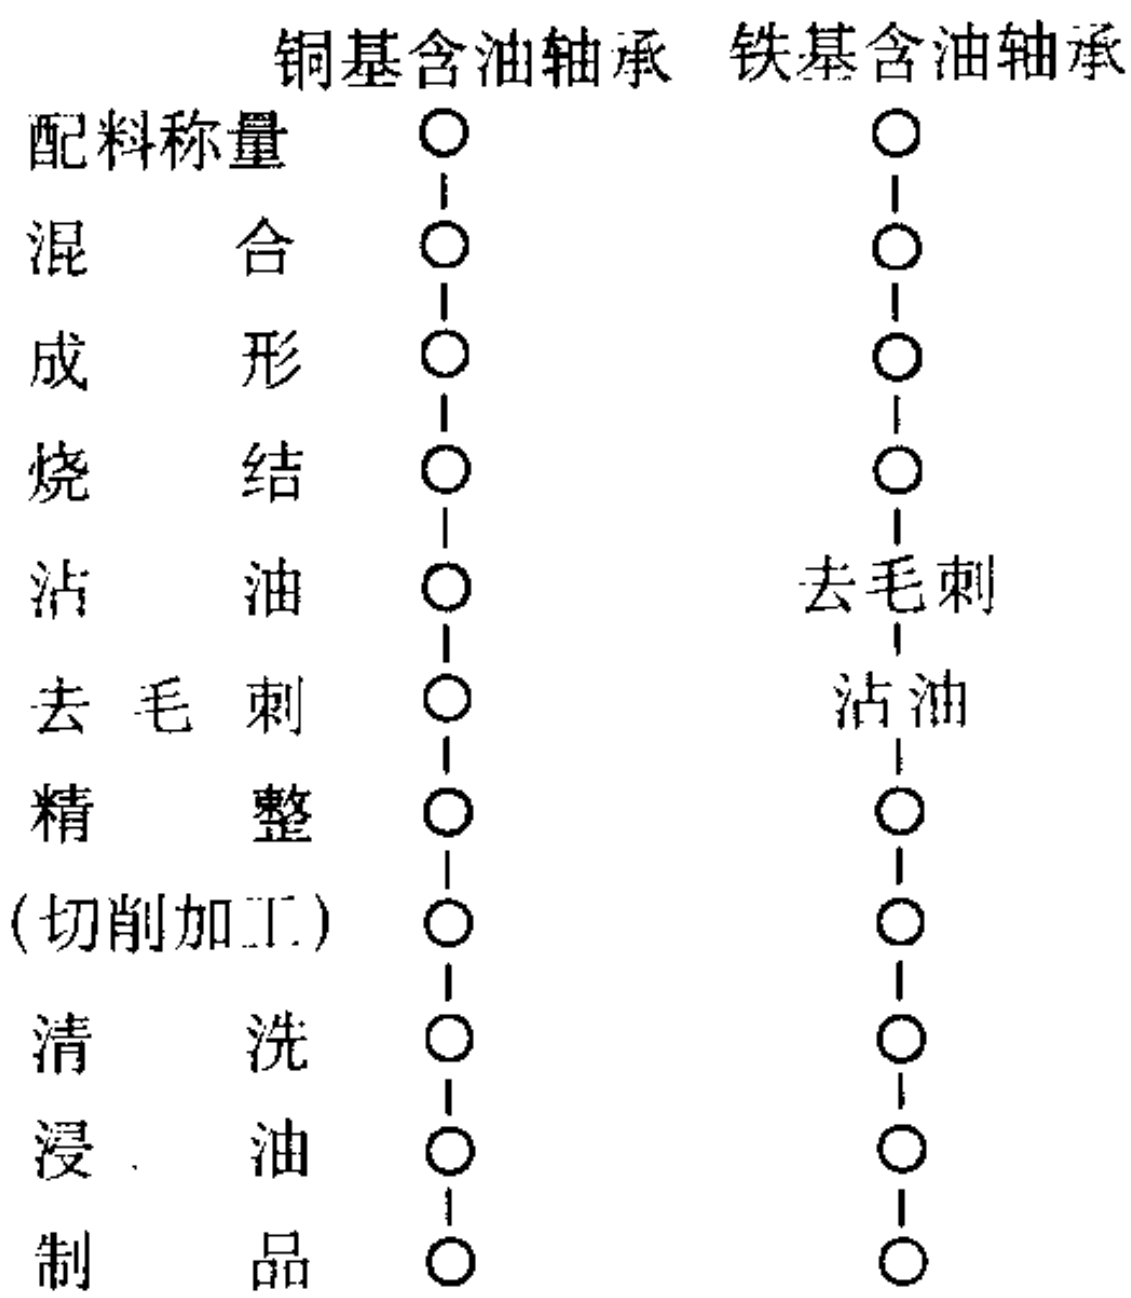 铜基含油轴承 铁基含油轴承
配料称量
混合
成形
烧结
沾油 去毛刺
去毛刺 沾油
精整
(切削加工)
清洗
浸油
制品